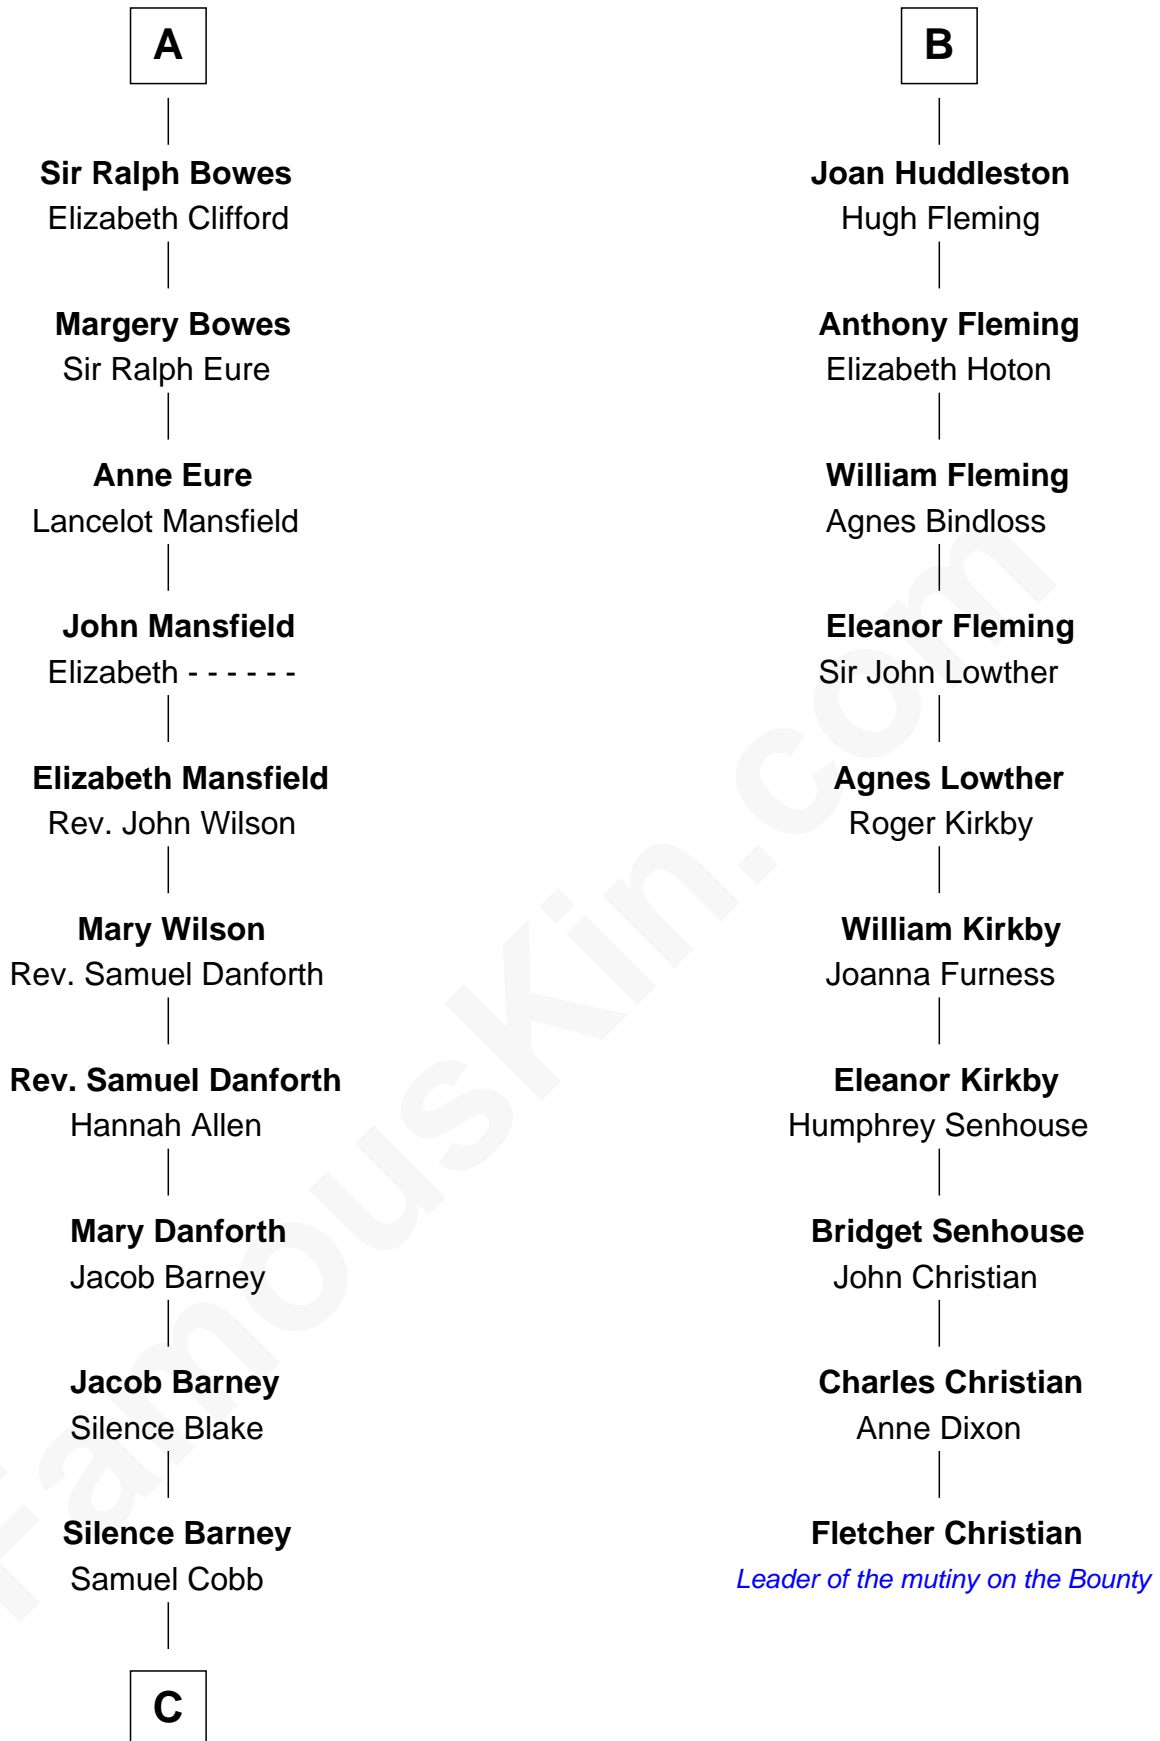 A
Sir Ralph Bowes
Elizabeth Clifford
Margery Bowes
Sir Ralph Eure
Anne Eure
Lancelot Mansfield
John Mansfield
Elizabeth - - - - - -
Elizabeth Mansfield
Rev. John Wilson
Mary Wilson
Rev. Samuel Danforth
Rev. Samuel Danforth
Hannah Allen
Mary Danforth
Jacob Barney
Jacob Barney
Silence Blake
Silence Barney
Samuel Cobb
C
B
Joan Huddleston
Hugh Fleming
Anthony Fleming
Elizabeth Hoton
William Fleming
Agnes Bindloss
Eleanor Fleming
Sir John Lowther
Agnes Lowther
Roger Kirkby
William Kirkby
Joanna Furness
Eleanor Kirkby
Humphrey Senhouse
Bridget Senhouse
John Christian
Charles Christian
Anne Dixon
Fletcher Christian
Leader of the mutiny on the Bounty
FamousKin.com